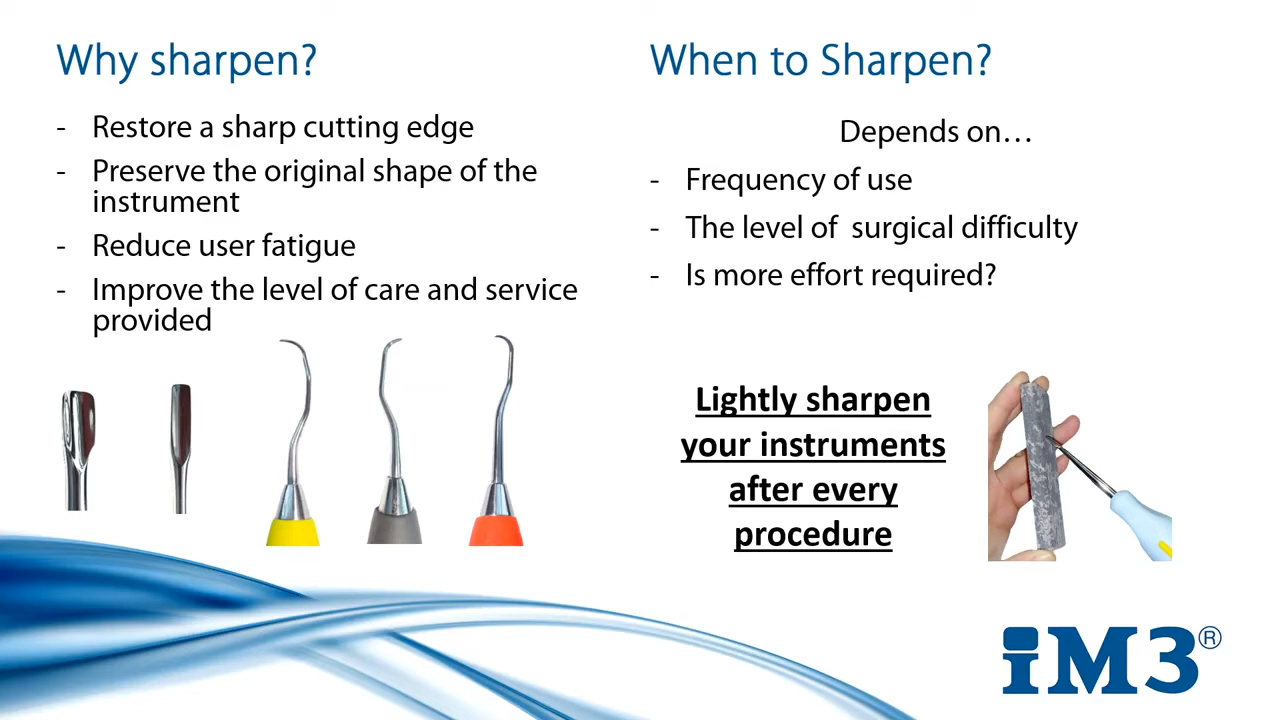 Why sharpen?
- Restore a sharp cutting edge
- Preserve the original shape of the
instrument
- Reduce user fatigue
- Improve the level of care and service
provided
When to Sharpen?
Depends on…
- Frequency of use
- The level of  surgical difficulty
- Is more effort required?
Lightly sharpen
your instruments
after every
procedure
iM3®